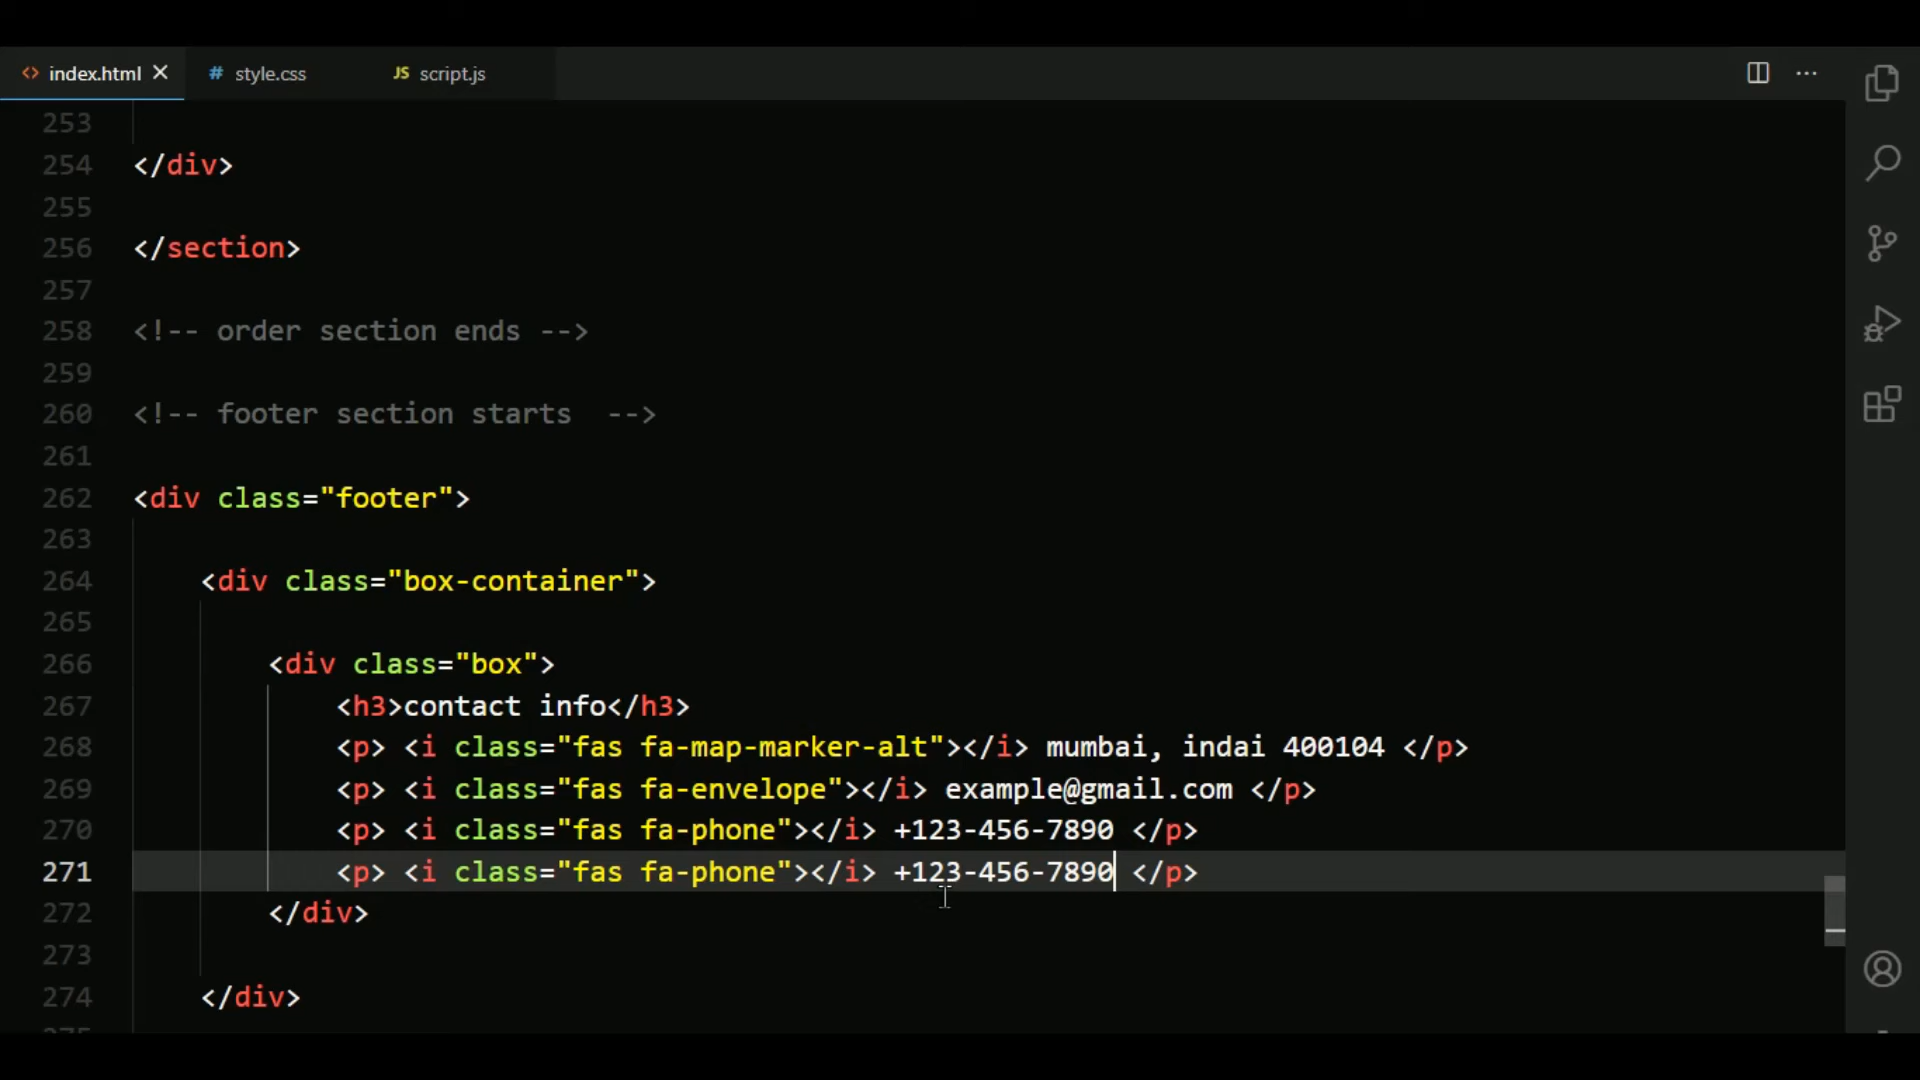 index.html
style.css
JS script.js
253
254 </div>
255
256 </section>
257
258 <!-- order section ends -->
259
260 <!-- footer section starts  -->
261
262 <div class="footer">
263
264     <div class="box-container">
265
266         <div class="box">
267             <h3>contact info</h3>
268             <p> <i class="fas fa-map-marker-alt"></i> mumbai, indai 400104 </p>
269             <p> <i class="fas fa-envelope"></i> example@gmail.com </p>
270             <p> <i class="fas fa-phone"></i> +123-456-7890 </p>
271             <p> <i class="fas fa-phone"></i> +123-456-7890 </p>
272         </div>
273
274     </div>